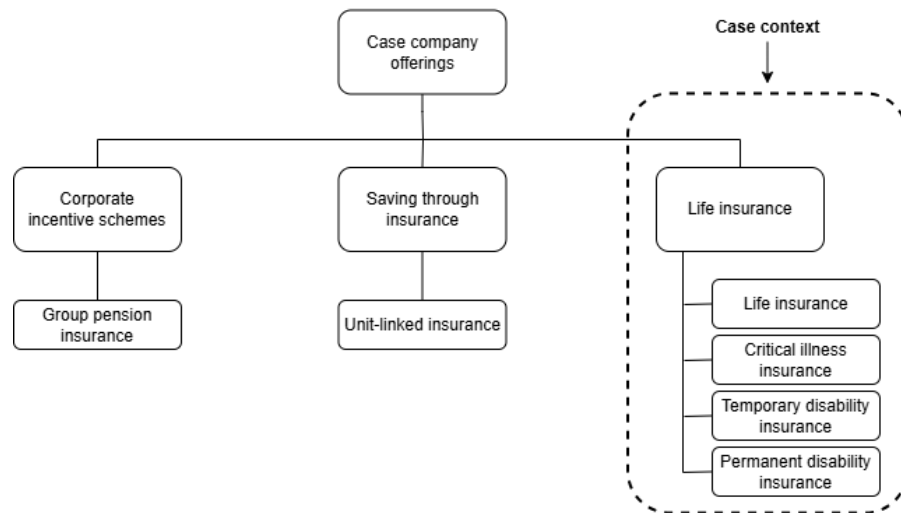 Case company
offerings
Case context
Corporate
incentive schemes
Saving through
insurance
Life insurance
Group pension
insurance
Unit-linked insurance
Life insurance
Critical illness
insurance
Temporary disability
insurance
Permanent disability
insurance